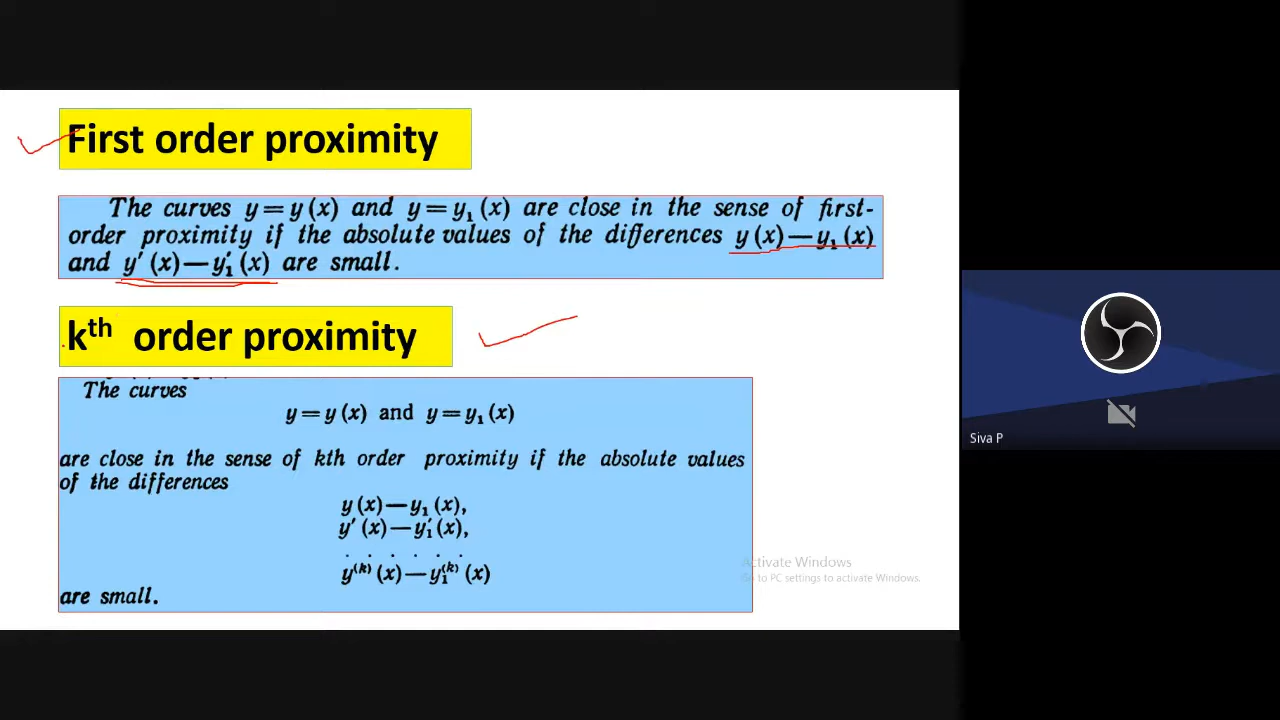 First order proximity
The curves y=y(x) and y=y₁(x) are close in the sense of first-
order proximity if the absolute values of the differences y(x)—y₁(x)
and y′(x)—y₁′(x) are small.
kᵗʰ order proximity
The curves
y=y(x) and y=y₁(x)
are close in the sense of kth order proximity if the absolute values
of the differences
y(x)—y₁(x),
y′(x)—y₁′(x),
. . . . . .
y⁽ᵏ⁾(x)—y₁⁽ᵏ⁾(x)
are small.
Activate Windows
Go to PC settings to activate Windows.
Siva P